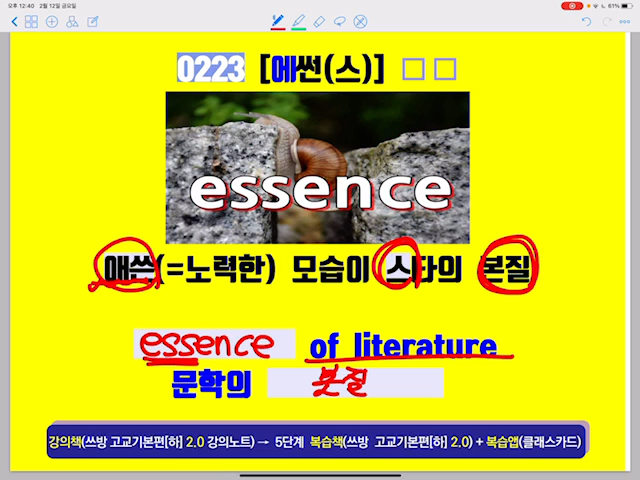 오후 12:40 2월 12일 금요일 61%
0223 [에썬(스)] □ □
essence
애쓴(=노력한) 모습이 스타의 본질
essence of literature
문학의 본질
강의책(쓰방 고교기본편[하] 2.0 강의노트) → 5단계 복습책(쓰방 고교기본편[하] 2.0) + 복습앱(클래스카드)